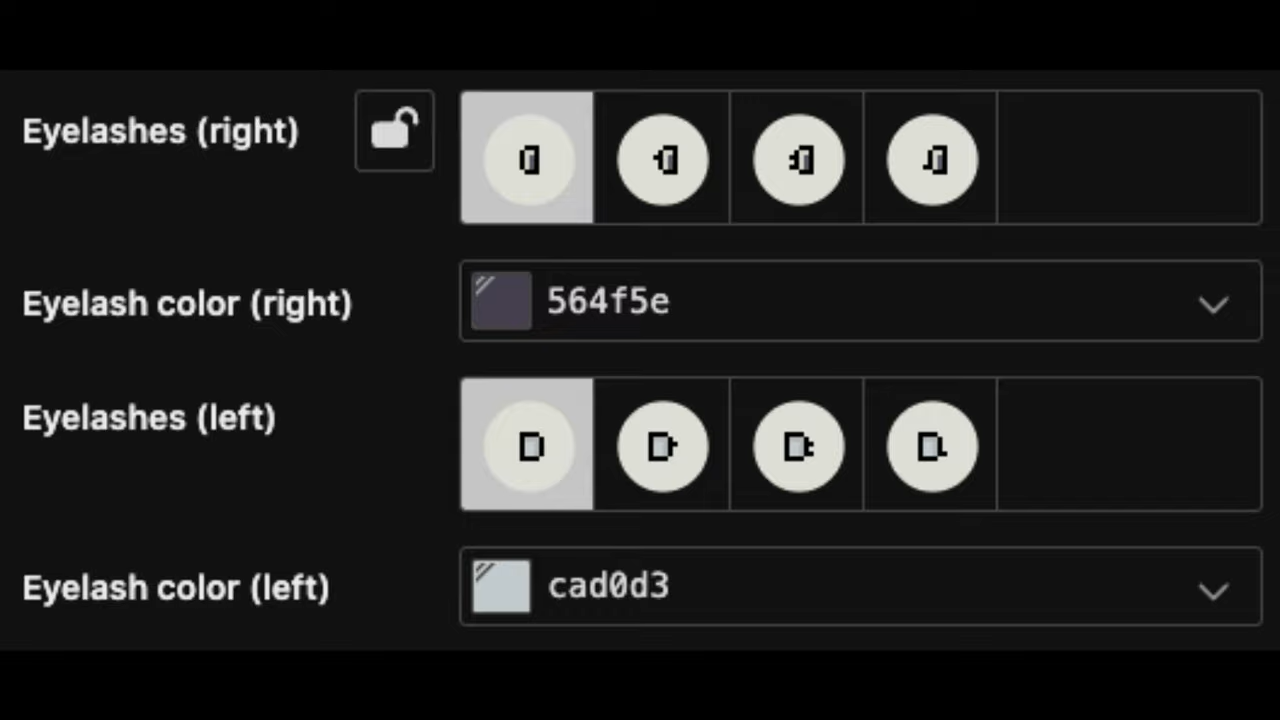 Eyelashes (right)
Eyelash color (right)
564f5e
Eyelashes (left)
Eyelash color (left)
cad0d3